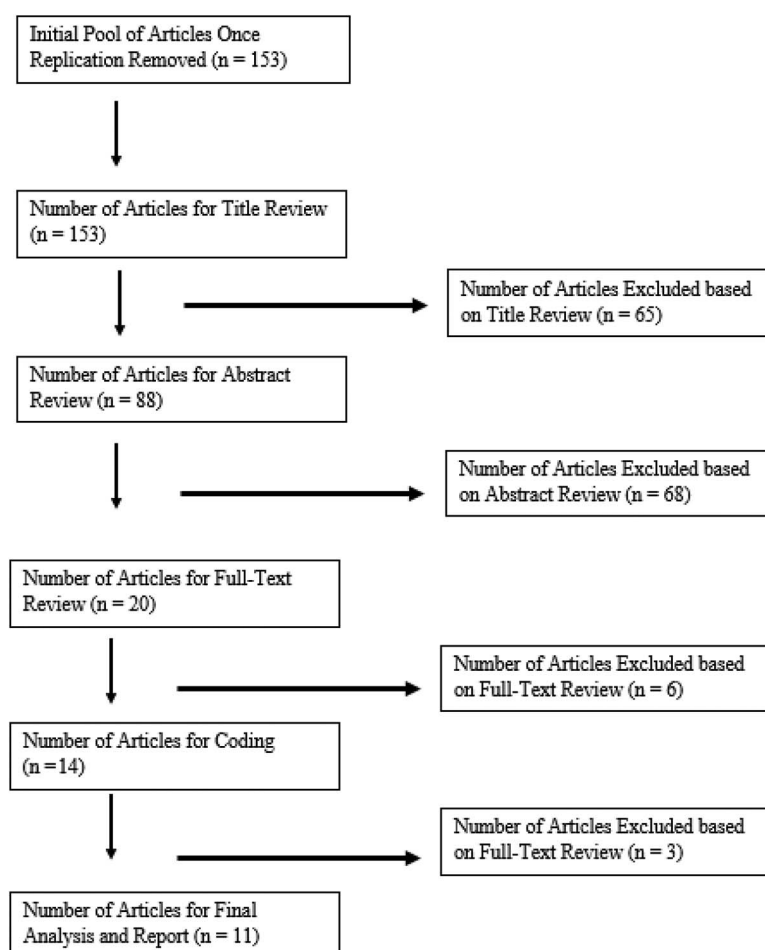 Initial Pool of Articles Once
Replication Removed (n = 153)
Number of Articles for Title Review
(n = 153)
Number of Articles Excluded based
on Title Review (n = 65)
Number of Articles for Abstract
Review (n = 88)
Number of Articles Excluded based
on Abstract Review (n = 68)
Number of Articles for Full-Text
Review (n = 20)
Number of Articles Excluded based
on Full-Text Review (n = 6)
Number of Articles for Coding
(n =14)
Number of Articles Excluded based
on Full-Text Review (n = 3)
Number of Articles for Final
Analysis and Report (n = 11)